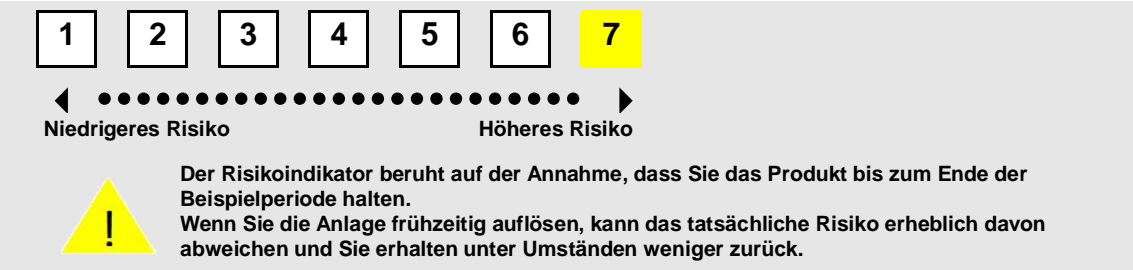 1 2 3 4 5 6 7
Niedrigeres Risiko Höheres Risiko
Der Risikoindikator beruht auf der Annahme, dass Sie das Produkt bis zum Ende der
Beispielperiode halten.
Wenn Sie die Anlage frühzeitig auflösen, kann das tatsächliche Risiko erheblich davon
abweichen und Sie erhalten unter Umständen weniger zurück.
!